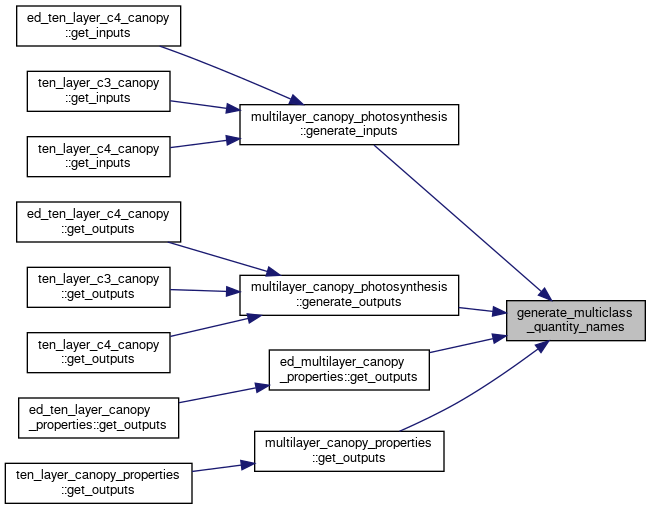 ed_ten_layer_c4_canopy
::get_inputs
ten_layer_c3_canopy
::get_inputs
ten_layer_c4_canopy
::get_inputs
multilayer_canopy_photosynthesis
::generate_inputs
ed_ten_layer_c4_canopy
::get_outputs
ten_layer_c3_canopy
::get_outputs
ten_layer_c4_canopy
::get_outputs
multilayer_canopy_photosynthesis
::generate_outputs
generate_multiclass
_quantity_names
ed_multilayer_canopy
_properties::get_outputs
ed_ten_layer_canopy
_properties::get_outputs
multilayer_canopy_properties
::get_outputs
ten_layer_canopy_properties
::get_outputs